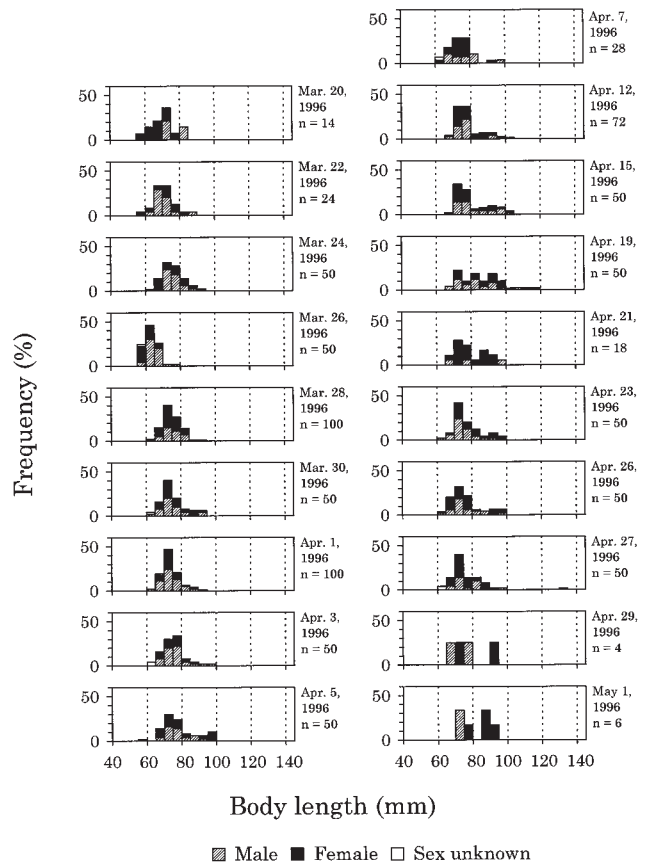 Frequency (%)
50
0
Mar. 20,
1996
n = 14
50
0
Mar. 22,
1996
n = 24
50
0
Mar. 24,
1996
n = 50
50
0
Mar. 26,
1996
n = 50
50
0
Mar. 28,
1996
n = 100
50
0
Mar. 30,
1996
n = 50
50
0
Apr. 1,
1996
n = 100
50
0
Apr. 3,
1996
n = 50
50
0
Apr. 5,
1996
n = 50
40 60 80 100 120 140
50
0
Apr. 7,
1996
n = 28
50
0
Apr. 12,
1996
n = 72
50
0
Apr. 15,
1996
n = 50
50
0
Apr. 19,
1996
n = 50
50
0
Apr. 21,
1996
n = 18
50
0
Apr. 23,
1996
n = 50
50
0
Apr. 26,
1996
n = 50
50
0
Apr. 27,
1996
n = 50
50
0
Apr. 29,
1996
n = 4
50
0
May 1,
1996
n = 6
40 60 80 100 120 140
Body length (mm)
Male Female Sex unknown